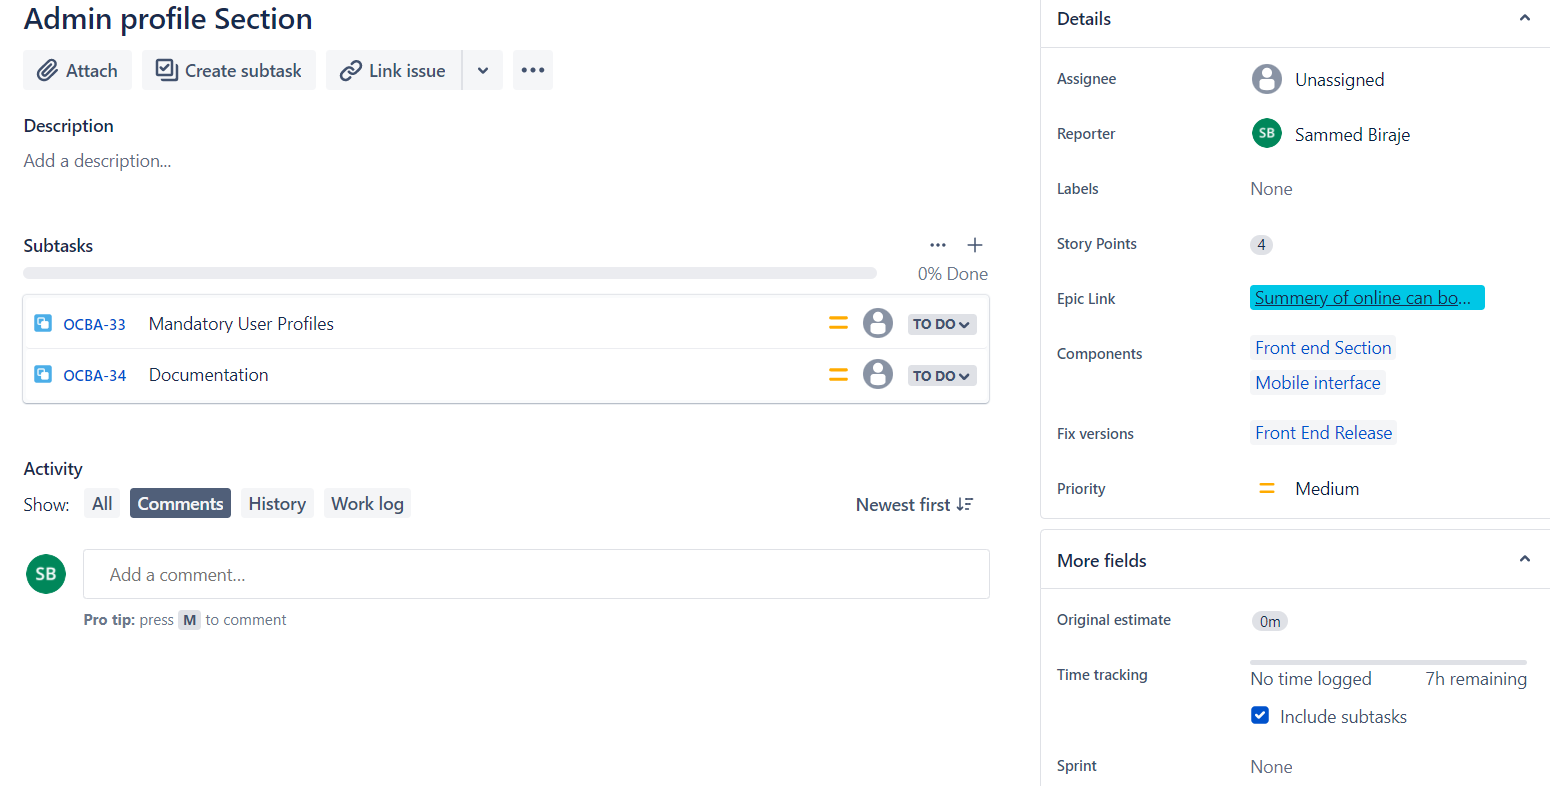 Admin profile Section
Attach
Create subtask
Link issue
Description
Add a description...
Subtasks
0% Done
OCBA-33 Mandatory User Profiles TO DO
OCBA-34 Documentation TO DO
Activity
Show: All Comments History Work log Newest first
SB Add a comment...
Pro tip: press M to comment
Details
Assignee Unassigned
Reporter SB Sammed Biraje
Labels None
Story Points 4
Epic Link Summery of online can bo...
Components Front end Section
Mobile interface
Fix versions Front End Release
Priority Medium
More fields
Original estimate 0m
Time tracking No time logged 7h remaining
Include subtasks
Sprint None